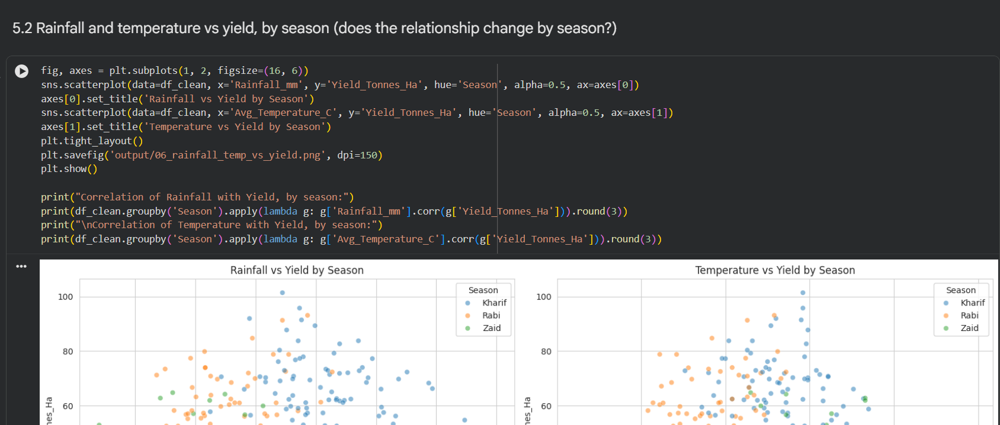 5.2 Rainfall and temperature vs yield, by season (does the relationship change by season?)
fig, axes = plt.subplots(1, 2, figsize=(16, 6))
sns.scatterplot(data=df_clean, x='Rainfall_mm', y='Yield_Tonnes_Ha', hue='Season', alpha=0.5, ax=axes[0])
axes[0].set_title('Rainfall vs Yield by Season')
sns.scatterplot(data=df_clean, x='Avg_Temperature_C', y='Yield_Tonnes_Ha', hue='Season', alpha=0.5, ax=axes[1])
axes[1].set_title('Temperature vs Yield by Season')
plt.tight_layout()
plt.savefig('output/06_rainfall_temp_vs_yield.png', dpi=150)
plt.show()
print("Correlation of Rainfall with Yield, by season:")
print(df_clean.groupby('Season').apply(lambda g: g['Rainfall_mm'].corr(g['Yield_Tonnes_Ha'])).round(3))
print("\nCorrelation of Temperature with Yield, by season:")
print(df_clean.groupby('Season').apply(lambda g: g['Avg_Temperature_C'].corr(g['Yield_Tonnes_Ha'])).round(3))
Rainfall vs Yield by Season
100
80
60
nes_Ha
Season
Kharif
Rabi
Zaid
Temperature vs Yield by Season
100
80
60
nes_Ha
Season
Kharif
Rabi
Zaid